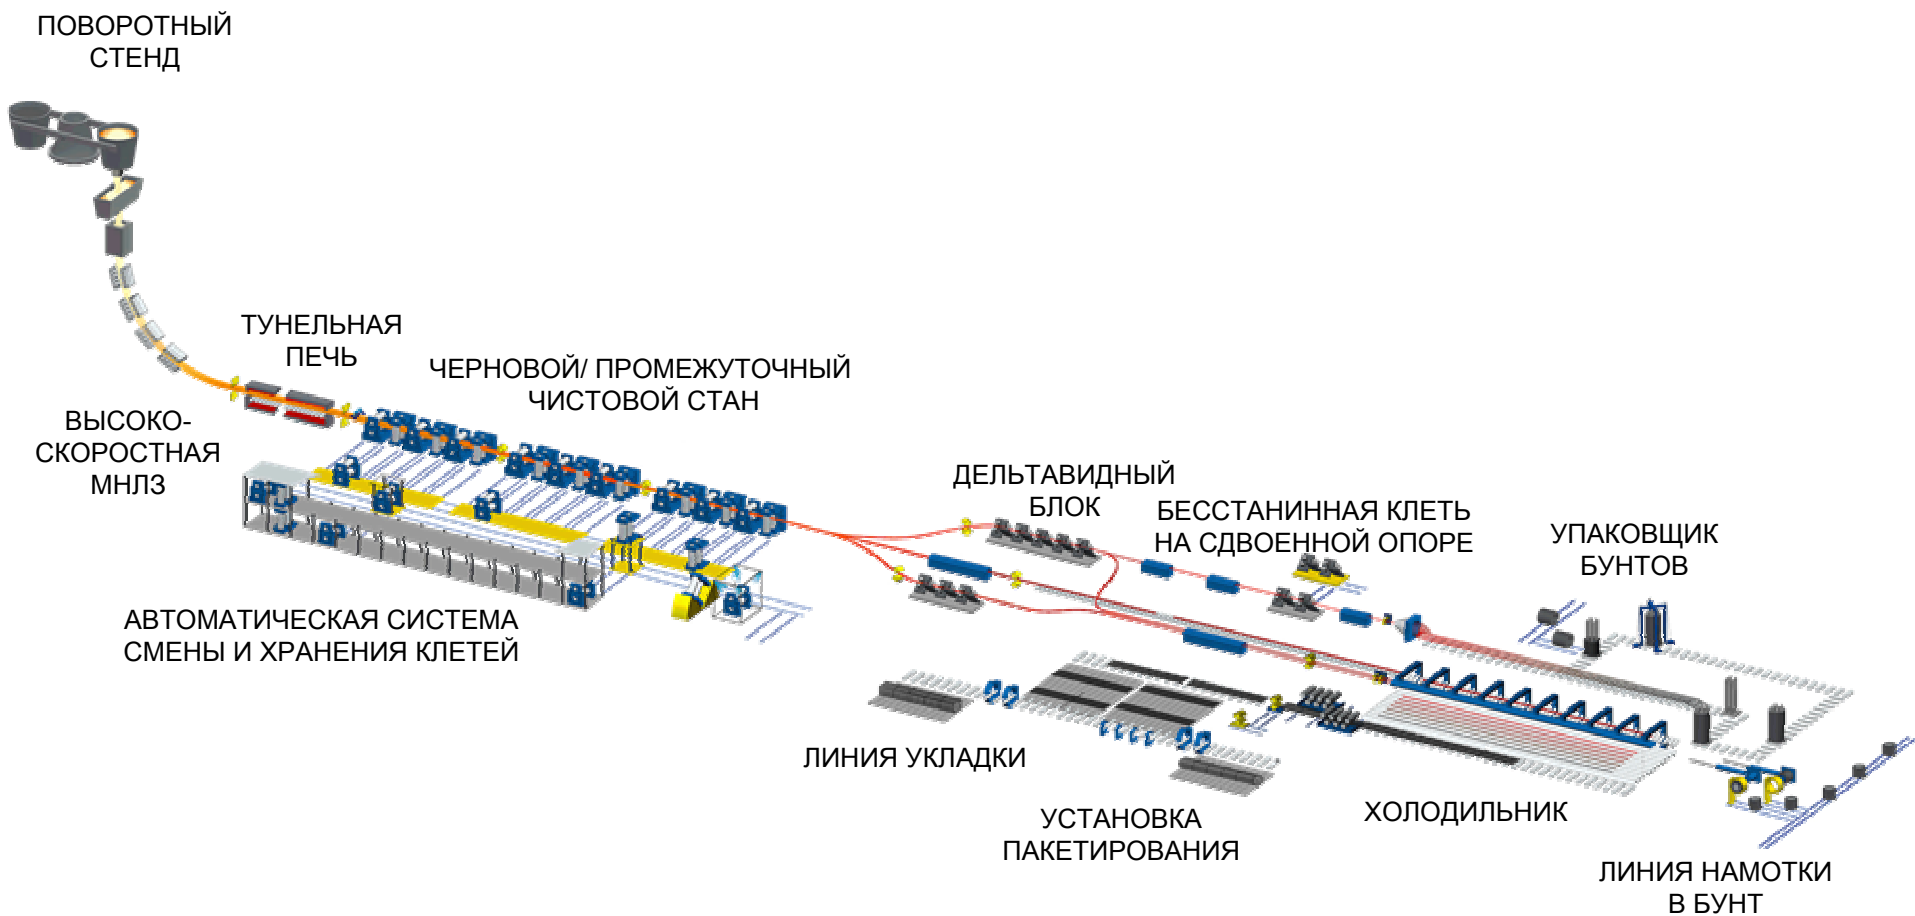 ПОВОРОТНЫЙ
СТЕНД
ТУНЕЛЬНАЯ
ПЕЧЬ
ЧЕРНОВОЙ/ ПРОМЕЖУТОЧНЫЙ
ЧИСТОВОЙ СТАН
ВЫСОКО-
СКОРОСТНАЯ
МНЛЗ
ДЕЛЬТАВИДНЫЙ
БЛОК
БЕССТАНИННАЯ КЛЕТЬ
НА СДВОЕННОЙ ОПОРЕ
УПАКОВЩИК
БУНТОВ
АВТОМАТИЧЕСКАЯ СИСТЕМА
СМЕНЫ И ХРАНЕНИЯ КЛЕТЕЙ
ЛИНИЯ УКЛАДКИ
УСТАНОВКА
ПАКЕТИРОВАНИЯ
ХОЛОДИЛЬНИК
ЛИНИЯ НАМОТКИ
В БУНТ